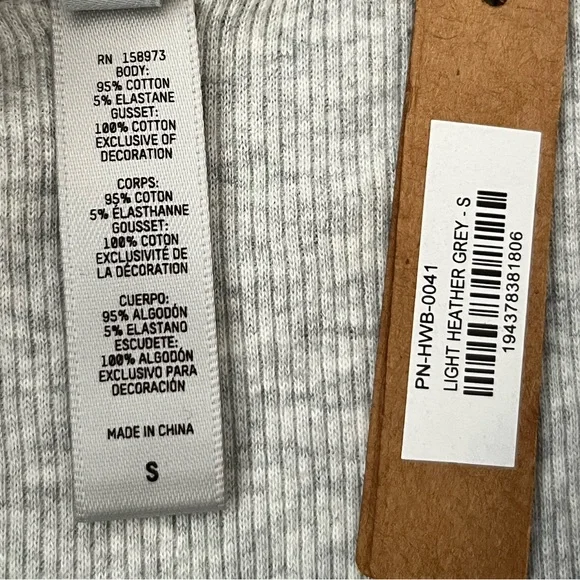 RN 158973
BODY:
95% COTTON
5% ELASTANE
GUSSET:
100% COTTON
EXCLUSIVE OF
DECORATION
CORPS:
95% COTON
5% ÉLASTHANNE
GOUSSET:
100% COTON
EXCLUSIVITÉ DE
LA DÉCORATION
CUERPO:
95% ALGODÓN
5% ELASTANO
ESCUDETE:
100% ALGODÓN
EXCLUSIVO PARA
DECORACIÓN
MADE IN CHINA
S
PN-HWB-0041
LIGHT HEATHER GREY - S
194378381806